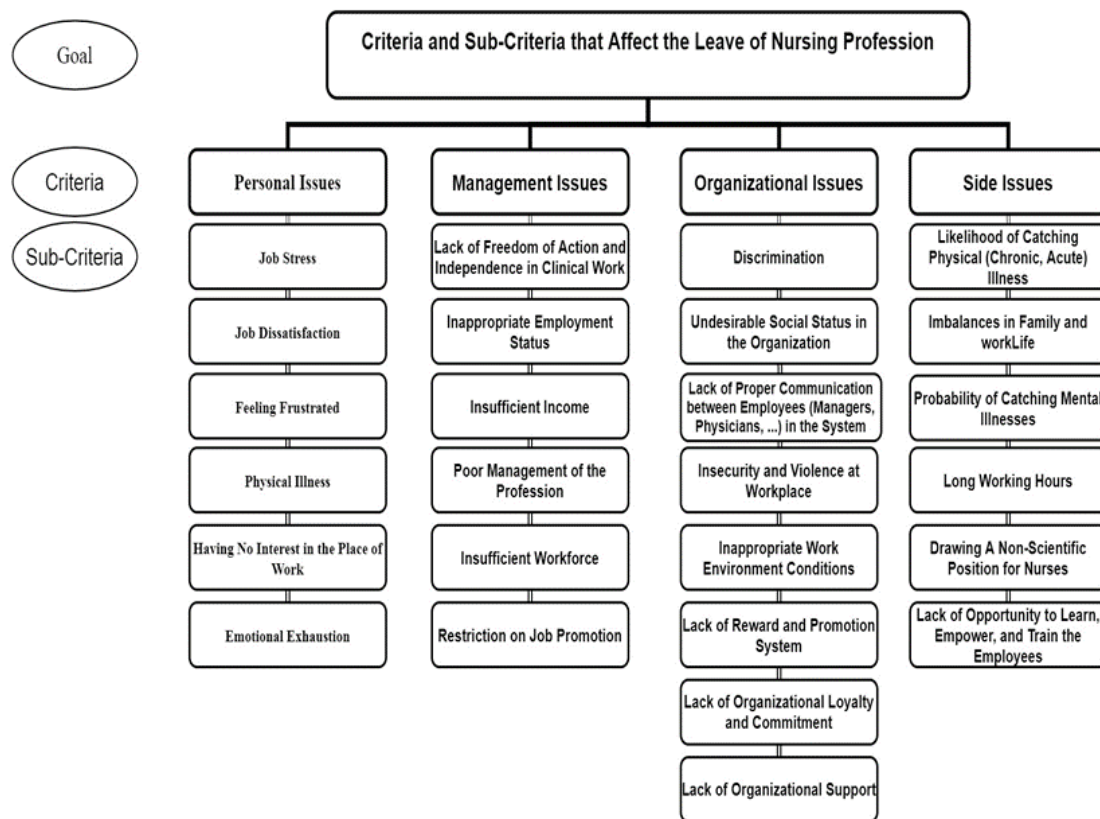 Goal
Criteria and Sub-Criteria that Affect the Leave of Nursing Profession
Criteria
Personal Issues
Management Issues
Organizational Issues
Side Issues
Sub-Criteria
Job Stress
Job Dissatisfaction
Feeling Frustrated
Physical Illness
Having No Interest in the Place of
Work
Emotional Exhaustion
Lack of Freedom of Action and
Independence in Clinical Work
Inappropriate Employment
Status
Insufficient Income
Poor Management of the
Profession
Insufficient Workforce
Restriction on Job Promotion
Discrimination
Undesirable Social Status in
the Organization
Lack of Proper Communication
between Employees (Managers,
Physicians, ...) in the System
Insecurity and Violence at
Workplace
Inappropriate Work
Environment Conditions
Lack of Reward and Promotion
System
Lack of Organizational Loyalty
and Commitment
Lack of Organizational Support
Likelihood of Catching
Physical (Chronic, Acute)
Illness
Imbalances in Family and
workLife
Probability of Catching Mental
Illnesses
Long Working Hours
Drawing A Non-Scientific
Position for Nurses
Lack of Opportunity to Learn,
Empower, and Train the
Employees